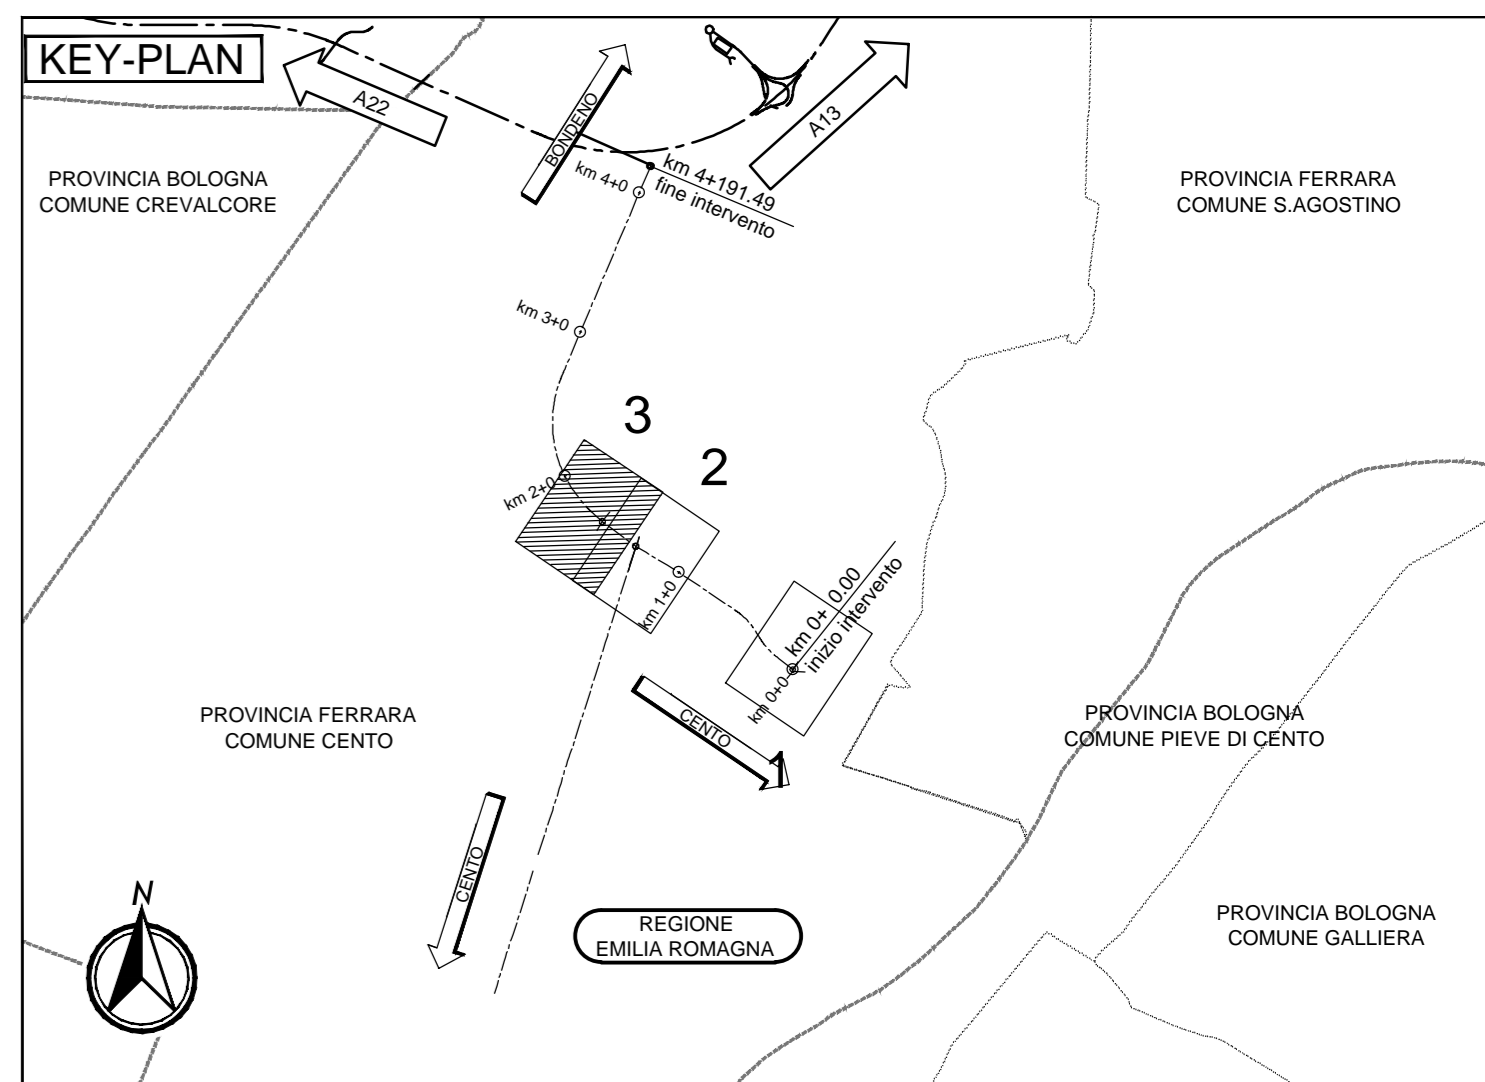 KEY-PLAN
A22
BONDENO
A13
km 4+191.49
fine intervento
km 4+0
PROVINCIA BOLOGNA
COMUNE CREVALCORE
PROVINCIA FERRARA
COMUNE S.AGOSTINO
km 3+0
3
2
km 2+0
km 1+0
km 0+ 0.00
inizio intervento
km 0+0
PROVINCIA FERRARA
COMUNE CENTO
CENTO
1
PROVINCIA BOLOGNA
COMUNE PIEVE DI CENTO
CENTO
N
REGIONE
EMILIA ROMAGNA
PROVINCIA BOLOGNA
COMUNE GALLIERA